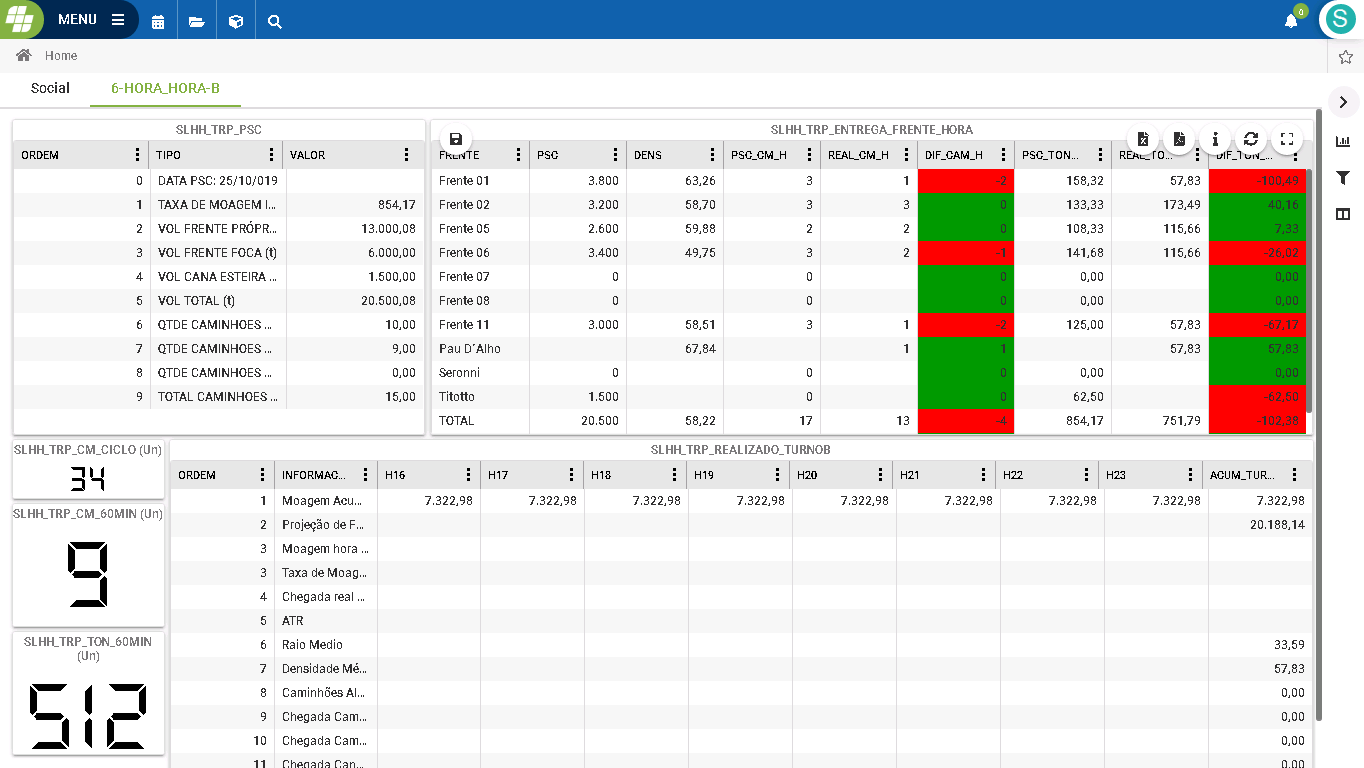 MENU
0
S
Home
Social 6-HORA_HORA-B
SLHH_TRP_PSC
ORDEM TIPO VALOR
0 DATA PSC: 25/10/019
1 TAXA DE MOAGEM I... 854,17
2 VOL FRENTE PRÓPR... 13.000,08
3 VOL FRENTE FOCA (t) 6.000,00
4 VOL CANA ESTEIRA ... 1.500,00
5 VOL TOTAL (t) 20.500,08
6 QTDE CAMINHOES ... 10,00
7 QTDE CAMINHOES ... 9,00
8 QTDE CAMINHOES ... 0,00
9 TOTAL CAMINHOES ... 15,00
SLHH_TRP_ENTREGA_FRENTE_HORA
FRENTE PSC DENS PSC_CM_H REAL_CM_H DIF_CAM_H PSC_TON... REAL_TO... DIF_TON_...
Frente 01 3.800 63,26 3 1 -2 158,32 57,83 -100,49
Frente 02 3.200 58,70 3 3 0 133,33 173,49 40,16
Frente 05 2.600 59,88 2 2 0 108,33 115,66 7,33
Frente 06 3.400 49,75 3 2 -1 141,68 115,66 -26,02
Frente 07 0 0 0 0,00 0,00
Frente 08 0 0 0 0,00 0,00
Frente 11 3.000 58,51 3 1 -2 125,00 57,83 -67,17
Pau D´Alho 67,84 1 1 57,83 57,83
Seronni 0 0 0,00 0,00
Titotto 1.500 0 0 62,50 -62,50
TOTAL 20.500 58,22 17 13 -4 854,17 751,79 -102,38
SLHH_TRP_CM_CICLO (Un)
34
SLHH_TRP_CM_60MIN (Un)
9
SLHH_TRP_TON_60MIN
(Un)
512
SLHH_TRP_REALIZADO_TURNOB
ORDEM INFORMAC... H16 H17 H18 H19 H20 H21 H22 H23 ACUM_TUR...
1 Moagem Acu... 7.322,98 7.322,98 7.322,98 7.322,98 7.322,98 7.322,98 7.322,98 7.322,98 7.322,98
2 Projeção de F... 20.188,14
3 Moagem hora ...
3 Taxa de Moag...
4 Chegada real ...
5 ATR
6 Raio Medio 33,59
7 Densidade Mé... 57,83
8 Caminhões Al... 0,00
9 Chegada Cam... 0,00
10 Chegada Cam... 0,00
11 Chegada Can... 0,00